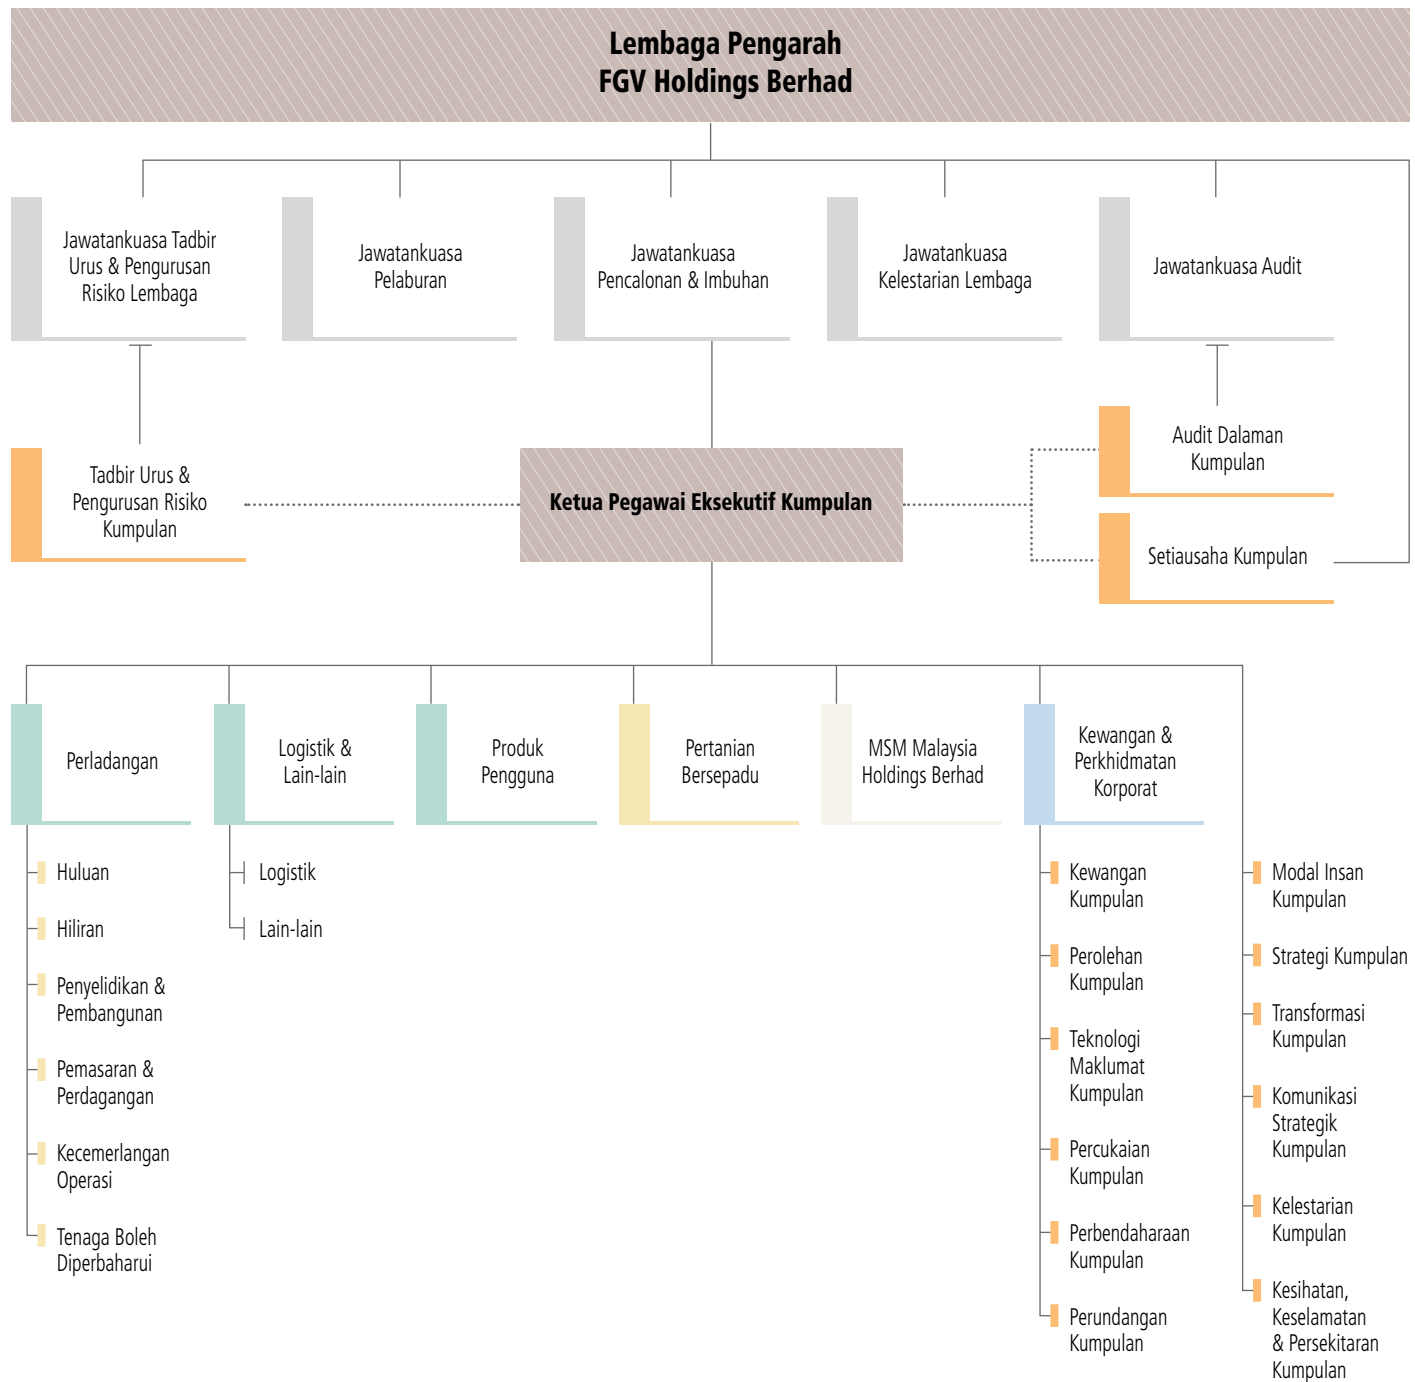 Lembaga Pengarah
FGV Holdings Berhad
Jawatankuasa Tadbir
Urus & Pengurusan
Risiko Lembaga
Jawatankuasa
Pelaburan
Jawatankuasa
Pencalonan & Imbuhan
Jawatankuasa
Kelestarian Lembaga
Jawatankuasa Audit
Tadbir Urus &
Pengurusan Risiko
Kumpulan
Ketua Pegawai Eksekutif Kumpulan
Audit Dalaman
Kumpulan
Setiausaha Kumpulan
Perladangan
Logistik &
Lain-lain
Produk
Pengguna
Pertanian
Bersepadu
MSM Malaysia
Holdings Berhad
Kewangan &
Perkhidmatan
Korporat
Huluan
Hiliran
Penyelidikan &
Pembangunan
Pemasaran &
Perdagangan
Kecemerlangan
Operasi
Tenaga Boleh
Diperbaharui
Logistik
Lain-lain
Kewangan
Kumpulan
Perolehan
Kumpulan
Teknologi
Maklumat
Kumpulan
Percukaian
Kumpulan
Perbendaharaan
Kumpulan
Perundangan
Kumpulan
Modal Insan
Kumpulan
Strategi Kumpulan
Transformasi
Kumpulan
Komunikasi
Strategik
Kumpulan
Kelestarian
Kumpulan
Kesihatan,
Keselamatan
& Persekitaran
Kumpulan